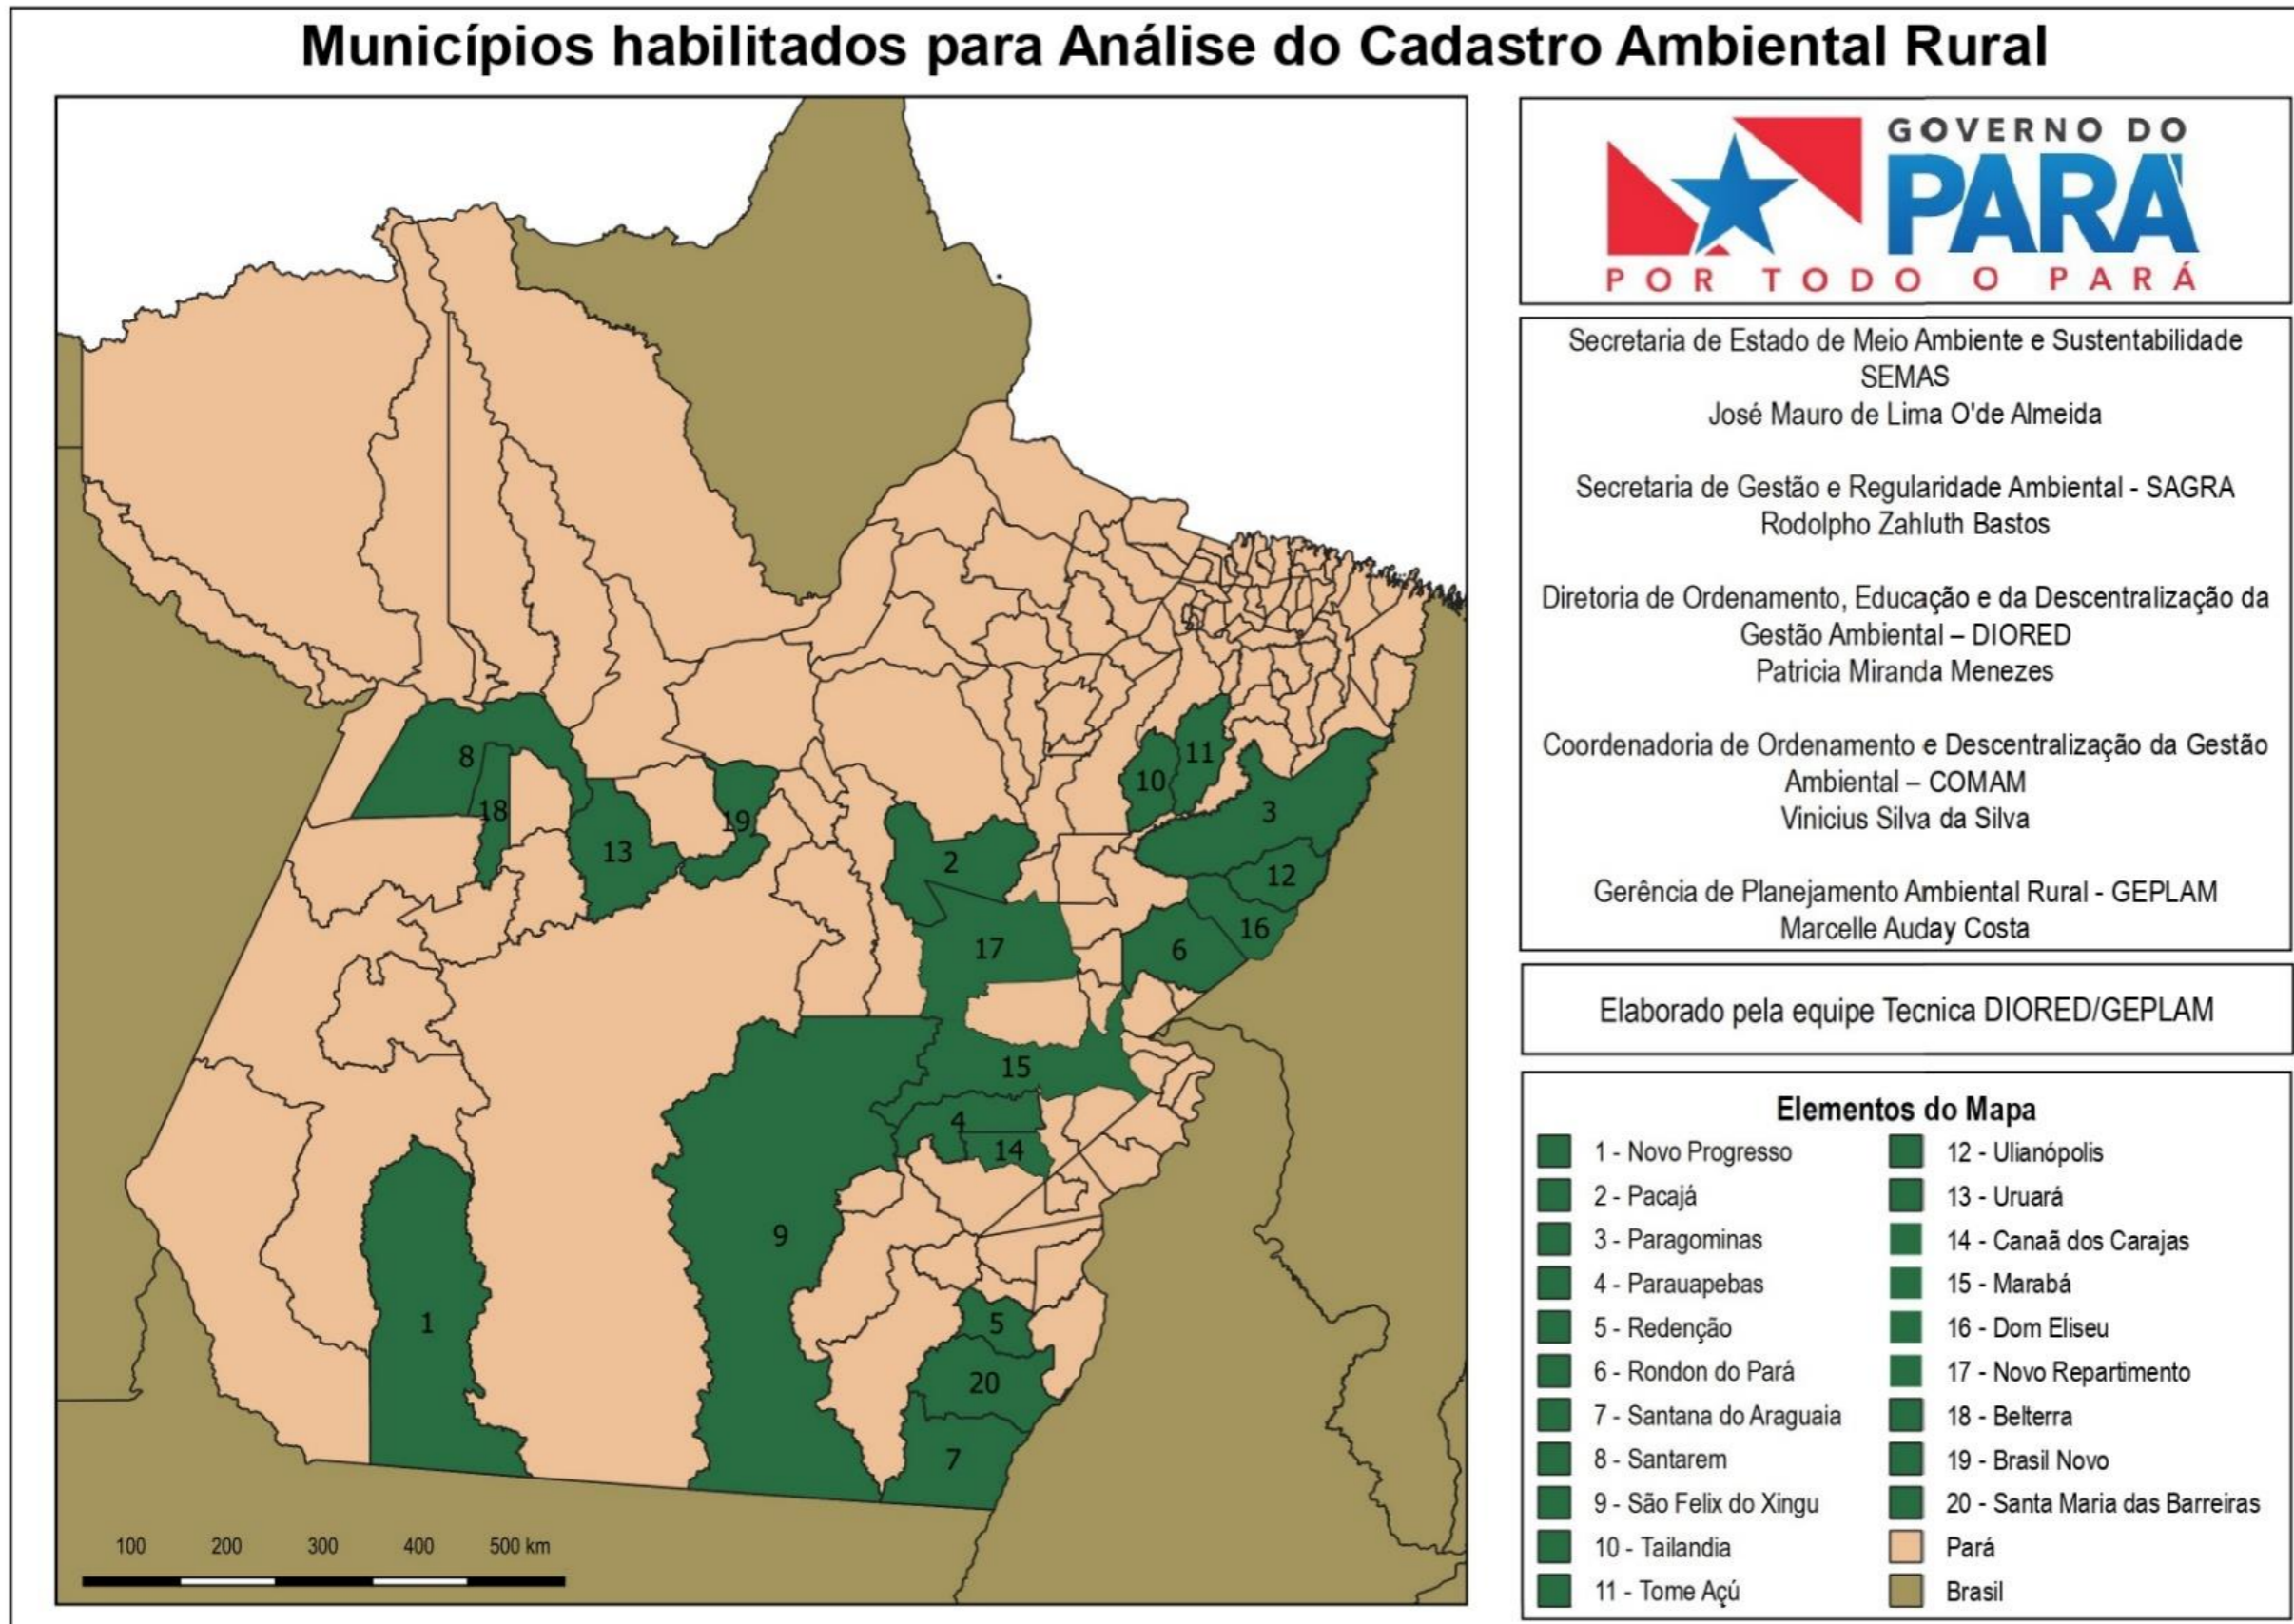 Municípios habilitados para Análise do Cadastro Ambiental Rural
8
18
13
19
2
17
10
11
3
12
16
6
15
4
14
9
1
5
20
7
100 200 300 400 500 km
GOVERNO DO
PARÁ
POR TODO O PARÁ
Secretaria de Estado de Meio Ambiente e Sustentabilidade
SEMAS
José Mauro de Lima O'de Almeida
Secretaria de Gestão e Regularidade Ambiental - SAGRA
Rodolpho Zahluth Bastos
Diretoria de Ordenamento, Educação e da Descentralização da
Gestão Ambiental – DIORED
Patricia Miranda Menezes
Coordenadoria de Ordenamento e Descentralização da Gestão
Ambiental – COMAM
Vinicius Silva da Silva
Gerência de Planejamento Ambiental Rural - GEPLAM
Marcelle Auday Costa
Elaborado pela equipe Tecnica DIORED/GEPLAM
Elementos do Mapa
1 - Novo Progresso
2 - Pacajá
3 - Paragominas
4 - Parauapebas
5 - Redenção
6 - Rondon do Pará
7 - Santana do Araguaia
8 - Santarem
9 - São Felix do Xingu
10 - Tailandia
11 - Tome Açú
12 - Ulianópolis
13 - Uruará
14 - Canaã dos Carajas
15 - Marabá
16 - Dom Eliseu
17 - Novo Repartimento
18 - Belterra
19 - Brasil Novo
20 - Santa Maria das Barreiras
Pará
Brasil